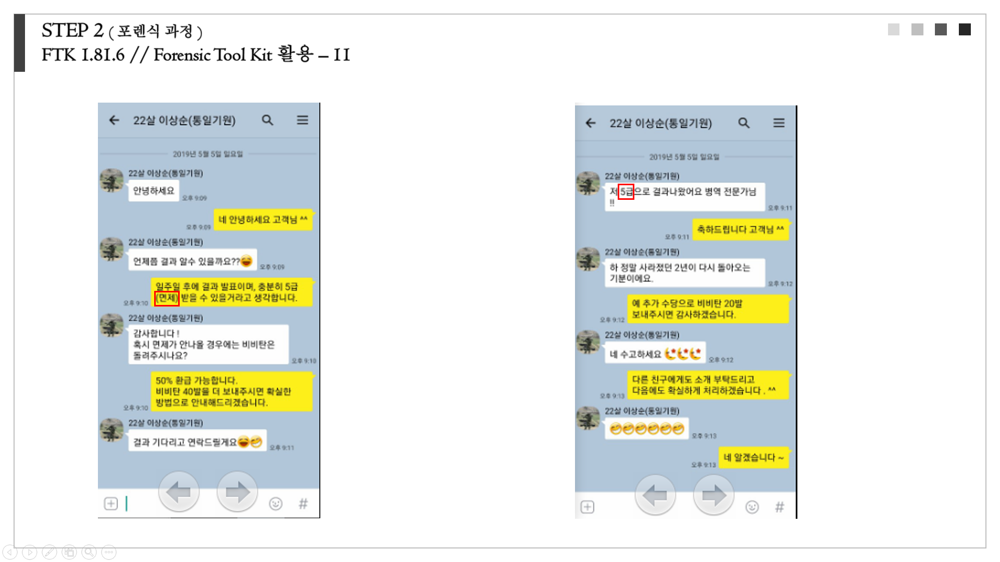 STEP 2 ( 포렌식 과정 )
FTK 1.81.6 // Forensic Tool Kit 활용 – II
22살 이상순(통일기원)
2019년 5월 5일 일요일
22살 이상순(통일기원)
안녕하세요
오후 9:09
네 안녕하세요 고객님 ^^
오후 9:09
22살 이상순(통일기원)
언제쯤 결과 알수 있을까요??
오후 9:09
일주일 후에 결과 발표이며, 충분히 5급
(면제) 받을 수 있을거라고 생각합니다.
오후 9:10
22살 이상순(통일기원)
감사합니다 !
혹시 면제가 안나올 경우에는 비비탄은
돌려주시나요?
오후 9:10
50% 환급 가능합니다.
비비탄 40발을 더 보내주시면 확실한
방법으로 안내해드리겠습니다.
오후 9:10
22살 이상순(통일기원)
결과 기다리고 연락드릴게요
오후 9:11
#
22살 이상순(통일기원)
2019년 5월 5일 일요일
22살 이상순(통일기원)
저 5급으로 결과나왔어요 병역 전문가님
!!
오후 9:11
축하드립니다 고객님 ^^
오후 9:11
22살 이상순(통일기원)
하 정말 사라졌던 2년이 다시 돌아오는
기분이에요.
오후 9:12
예 추가 수당으로 비비탄 20발
보내주시면 감사하겠습니다.
오후 9:12
22살 이상순(통일기원)
네 수고하세요
오후 9:12
다른 친구에게도 소개 부탁드리고
다음에도 확실하게 처리하겠습니다 . ^^
오후 9:13
22살 이상순(통일기원)
오후 9:13
네 알겠습니다 ~
오후 9:13
#